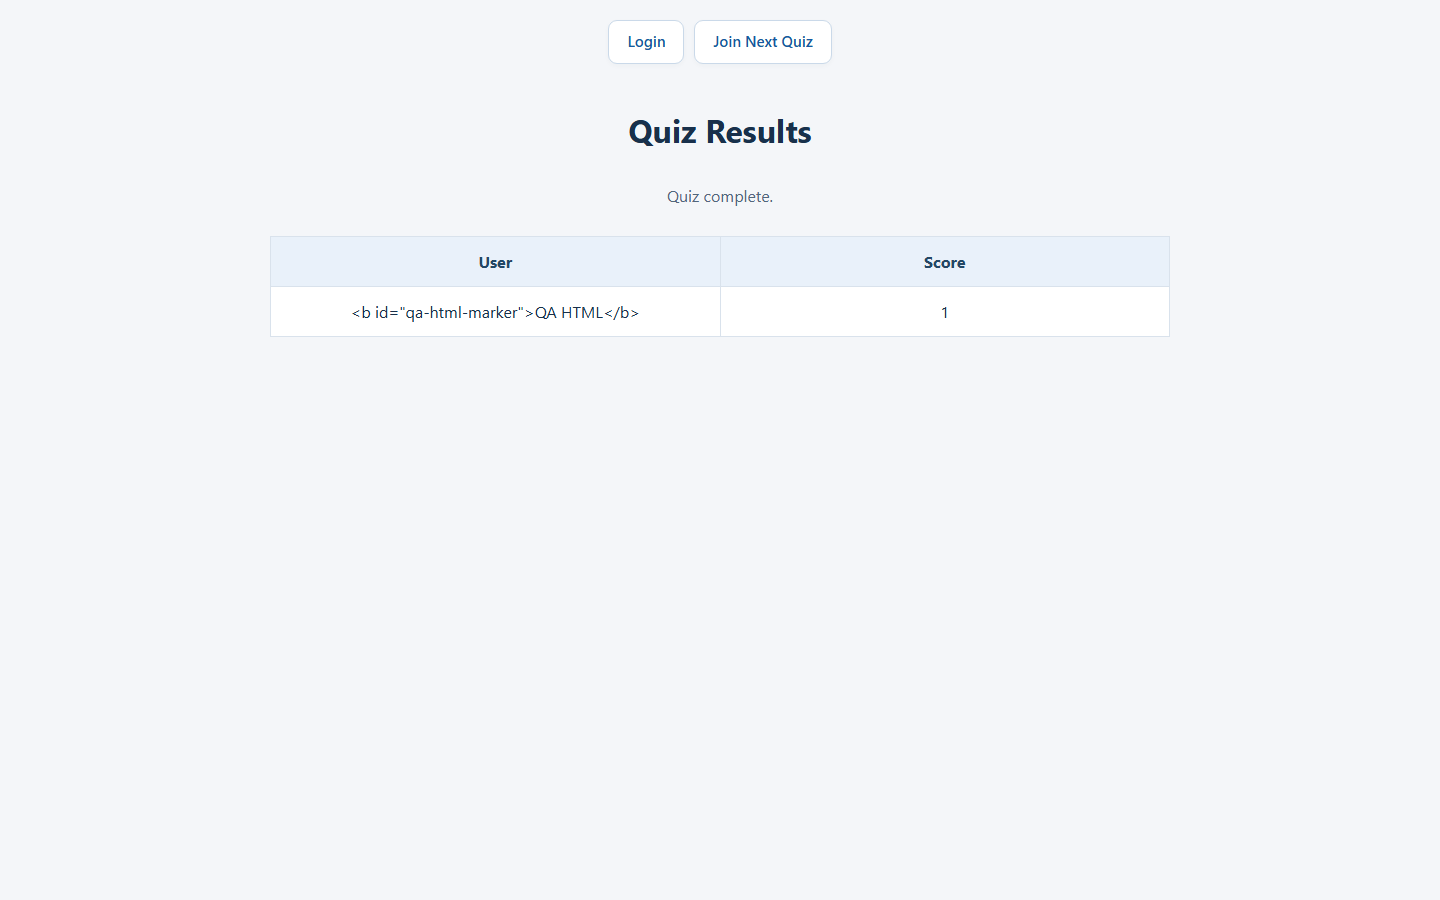 Login Join Next Quiz
Quiz Results
Quiz complete.
User Score
<b id="qa-html-marker">QA HTML</b> 1